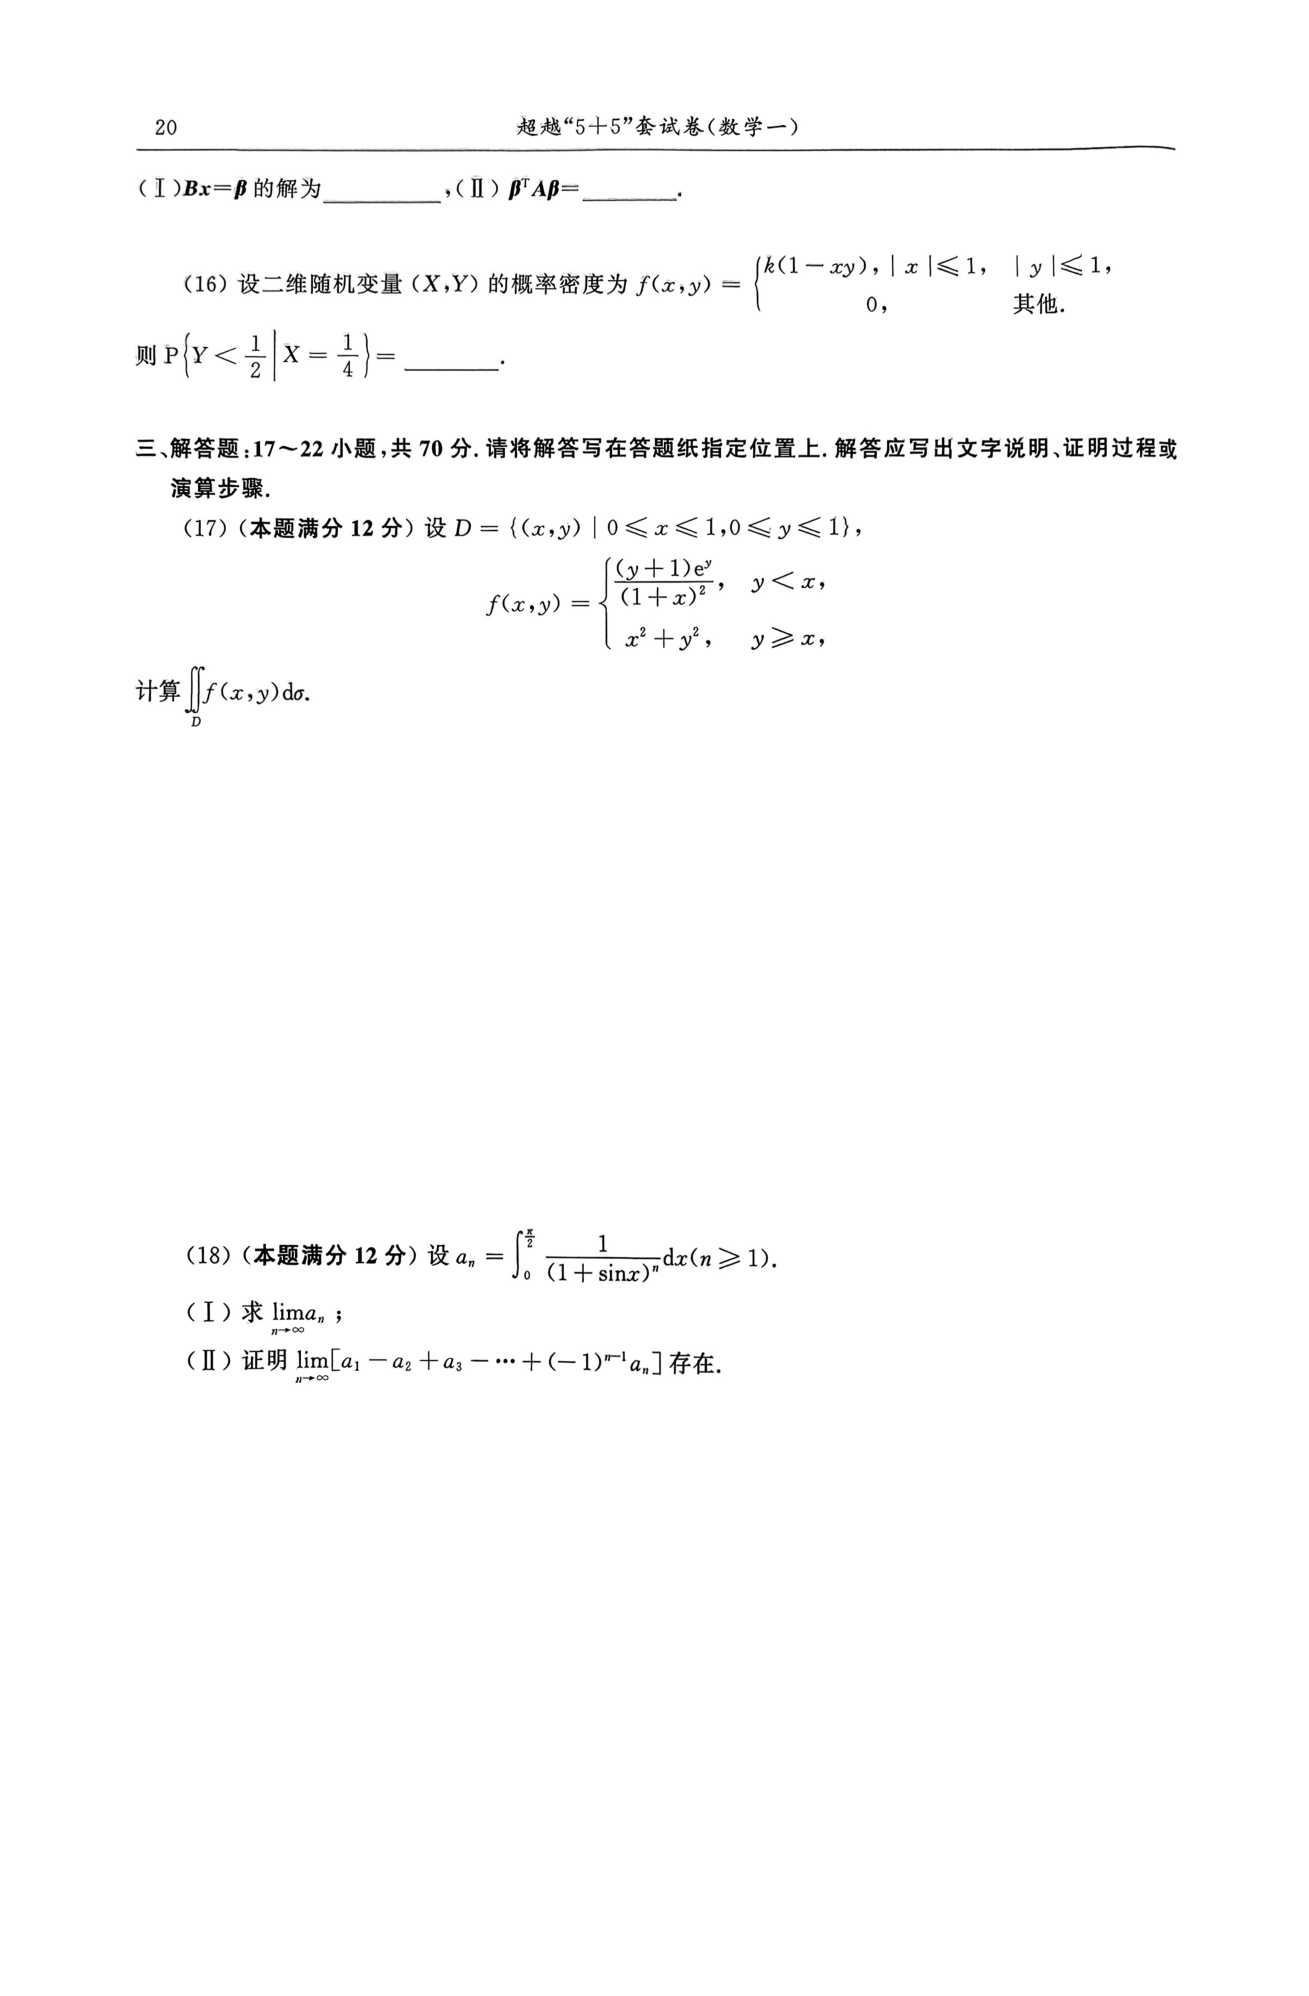 20 超越“5+5”套试卷(数学一)
(Ⅰ)Bx=β 的解为________,(Ⅱ) βᵀAβ=________.
(16) 设二维随机变量 (X,Y) 的概率密度为 f(x,y) = { k(1-xy), |x|≤1, |y|≤1,
0, 其他.
则 P{Y < 1/2 | X = 1/4} = ________.
三、解答题:17~22 小题,共 70 分.请将解答写在答题纸指定位置上.解答应写出文字说明、证明过程或
演算步骤.
(17) (本题满分 12 分) 设 D = {(x,y) | 0 ≤ x ≤ 1,0 ≤ y ≤ 1},
f(x,y) = { (y+1)eʸ/(1+x)², y < x,
x² + y², y ≥ x,
计算 ∬_D f(x,y)dσ.
(18) (本题满分 12 分) 设 aₙ = ∫₀^(π/2) 1/(1+sinx)ⁿ dx(n ≥ 1).
(Ⅰ) 求 lim_(n→∞) aₙ ;
(Ⅱ) 证明 lim_(n→∞) [a₁ - a₂ + a₃ - ⋯ + (-1)ⁿ⁻¹aₙ] 存在.